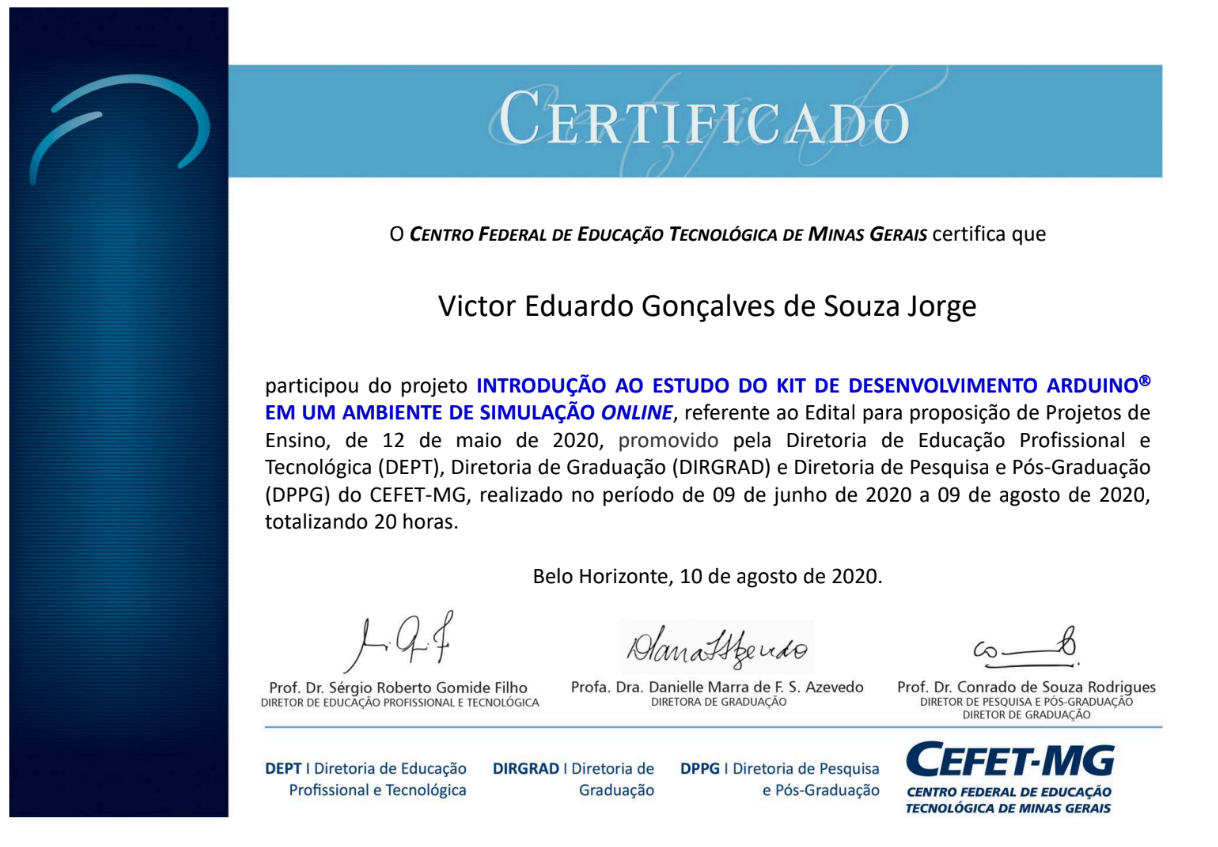 CERTIFICADO
O CENTRO FEDERAL DE EDUCAÇÃO TECNOLÓGICA DE MINAS GERAIS certifica que
Victor Eduardo Gonçalves de Souza Jorge
participou do projeto INTRODUÇÃO AO ESTUDO DO KIT DE DESENVOLVIMENTO ARDUINO®
EM UM AMBIENTE DE SIMULAÇÃO ONLINE, referente ao Edital para proposição de Projetos de
Ensino, de 12 de maio de 2020, promovido pela Diretoria de Educação Profissional e
Tecnológica (DEPT), Diretoria de Graduação (DIRGRAD) e Diretoria de Pesquisa e Pós-Graduação
(DPPG) do CEFET-MG, realizado no período de 09 de junho de 2020 a 09 de agosto de 2020,
totalizando 20 horas.
Belo Horizonte, 10 de agosto de 2020.
Prof. Dr. Sérgio Roberto Gomide Filho
DIRETOR DE EDUCAÇÃO PROFISSIONAL E TECNOLÓGICA
Profa. Dra. Danielle Marra de F. S. Azevedo
DIRETORA DE GRADUAÇÃO
Prof. Dr. Conrado de Souza Rodrigues
DIRETOR DE PESQUISA E PÓS-GRADUAÇÃO
DIRETOR DE GRADUAÇÃO
DEPT I Diretoria de Educação
Profissional e Tecnológica
DIRGRAD I Diretoria de
Graduação
DPPG I Diretoria de Pesquisa
e Pós-Graduação
CEFET-MG
CENTRO FEDERAL DE EDUCAÇÃO
TECNOLÓGICA DE MINAS GERAIS